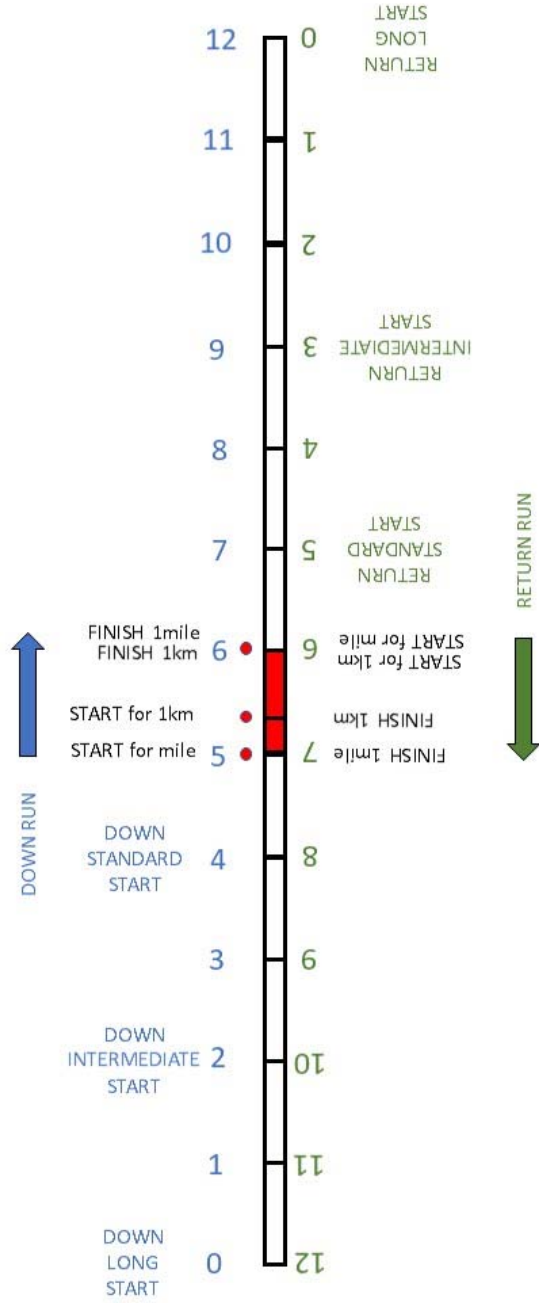 12
0
RETURN
LONG
START
11
1
10
2
9
3
RETURN
INTERMEDIATE
START
8
4
7
5
RETURN
STANDARD
START
RETURN RUN
FINISH 1mile
FINISH 1km
6
6
START for 1km
START for mile
START for 1km
FINISH 1km
START for mile
5
7
FINISH 1mile
DOWN RUN
DOWN
STANDARD
START
4
8
3
9
DOWN
INTERMEDIATE
START
2
10
1
11
DOWN
LONG
START
0
12